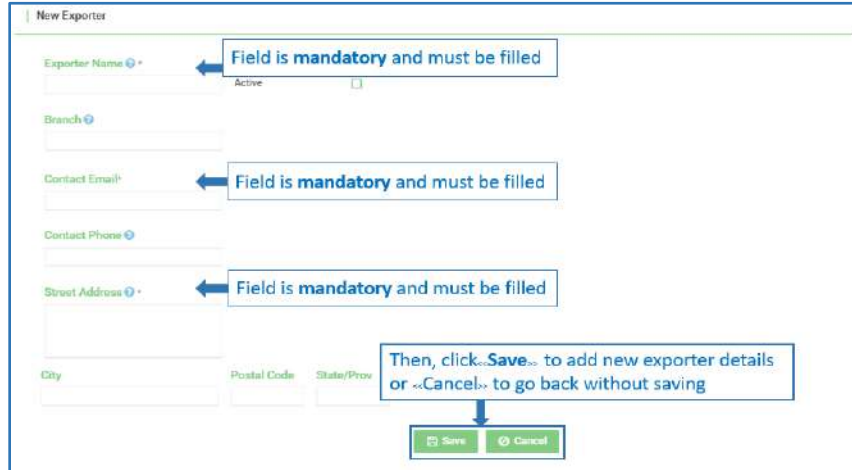 New Exporter
Exporter Name *
Field is mandatory and must be filled
Active
Branch
Contact Email*
Field is mandatory and must be filled
Contact Phone
Street Address *
Field is mandatory and must be filled
City
Postal Code
State/Prov
Then, click «Save» to add new exporter details
or «Cancel» to go back without saving
Save
Cancel